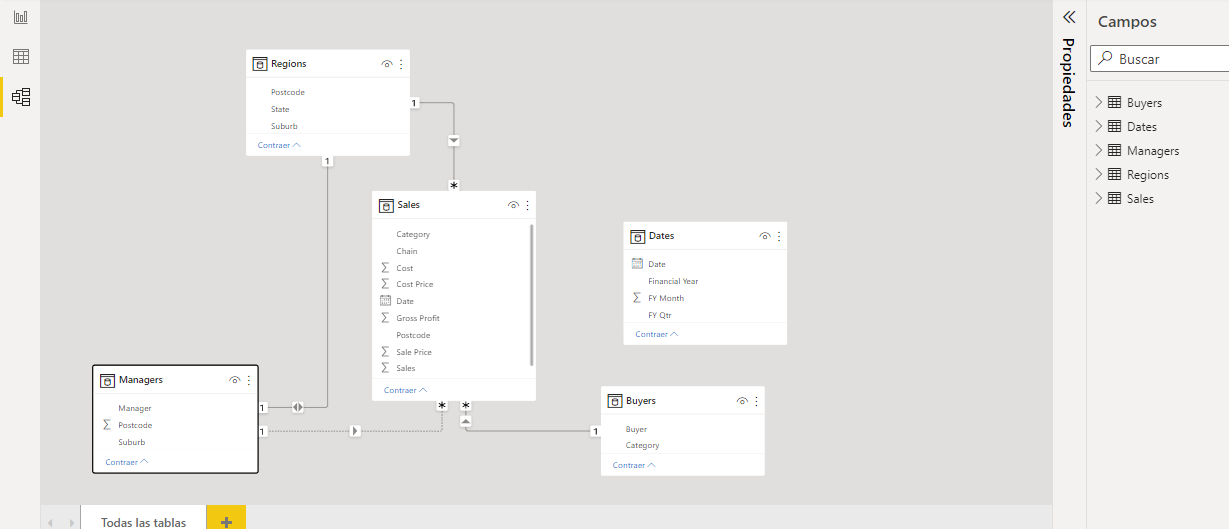 Regions
Postcode
State
Suburb
Contraer
1
1
*
Sales
Category
Chain
Cost
Cost Price
Date
Gross Profit
Postcode
Sale Price
Sales
Contraer
*
*
Dates
Date
Financial Year
FY Month
FY Qtr
Contraer
Managers
Manager
Postcode
Suburb
Contraer
1
1
Buyers
Buyer
Category
Contraer
1
Todas las tablas
+
Propiedades
Campos
Buscar
Buyers
Dates
Managers
Regions
Sales